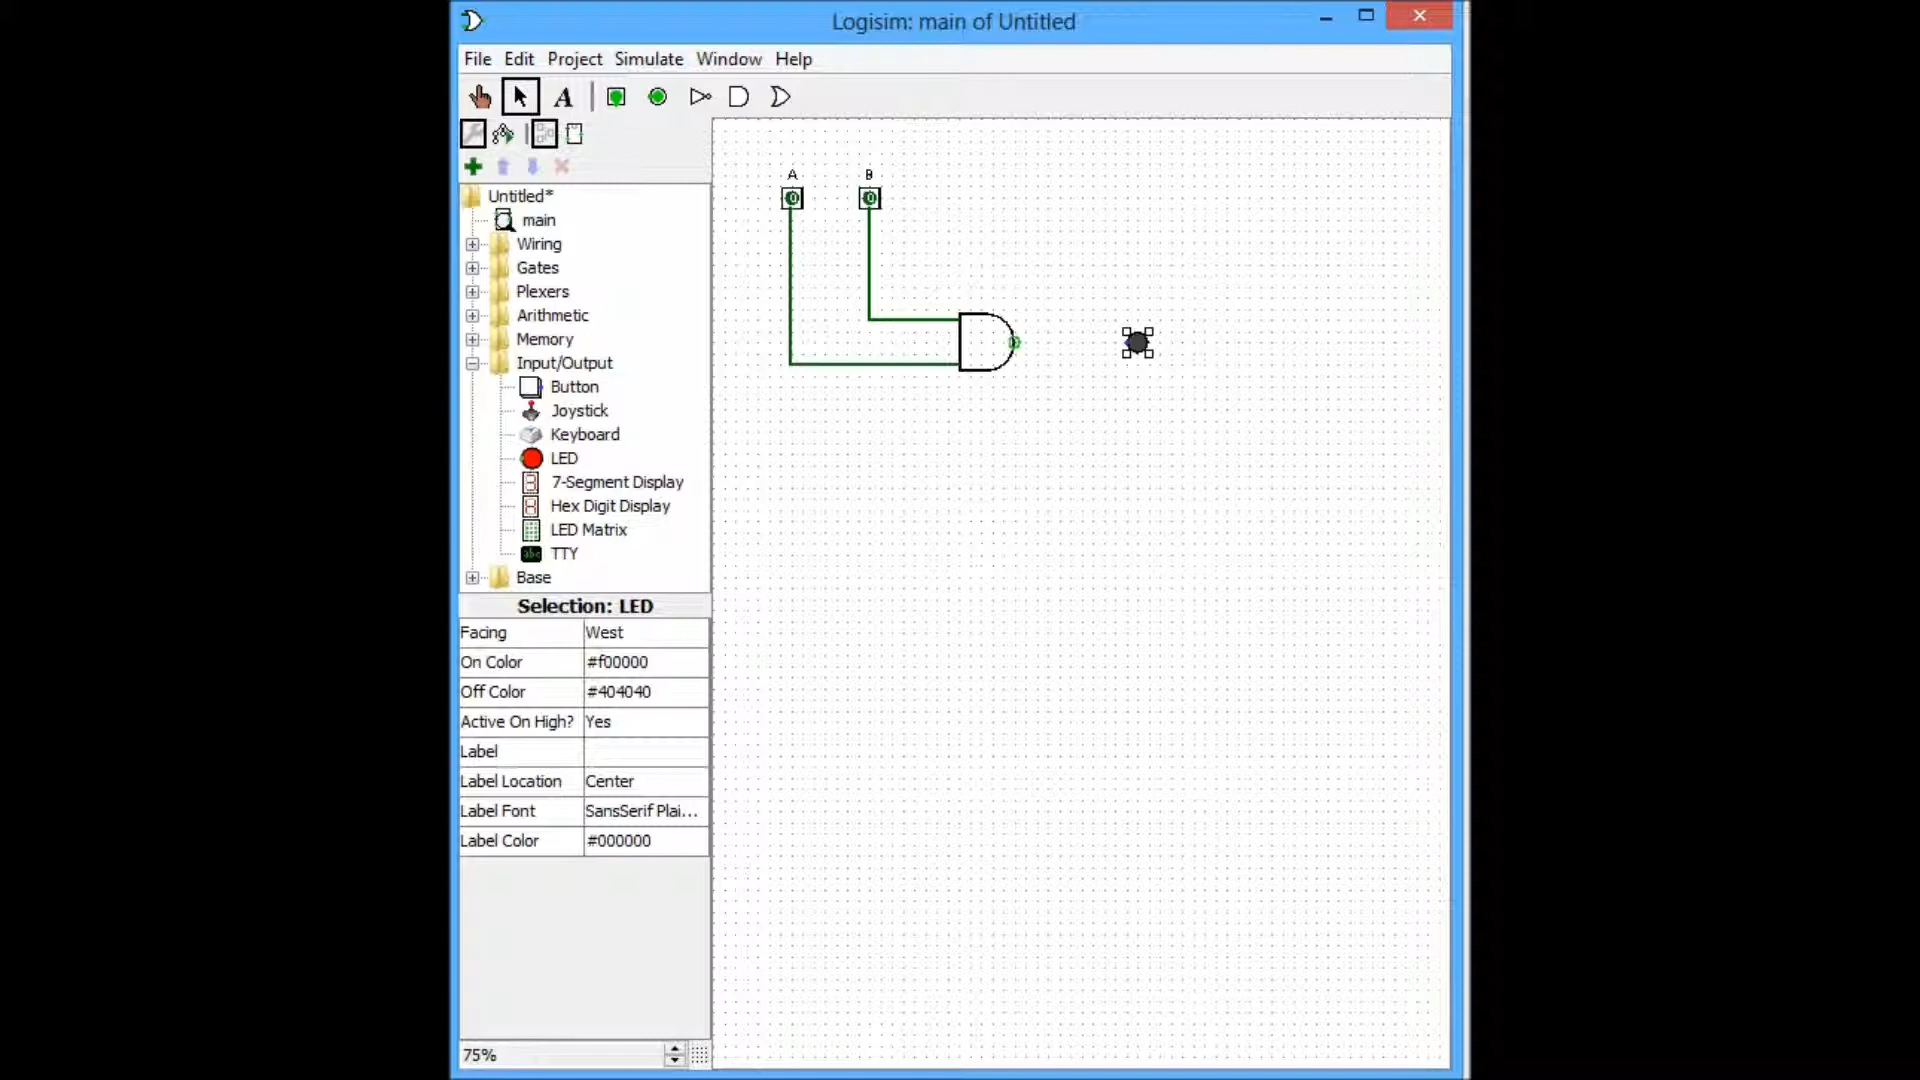 Logisim: main of Untitled
File Edit Project Simulate Window Help
A
A B
0 0
Untitled*
main
Wiring
Gates
Plexers
Arithmetic
Memory
Input/Output
Button
Joystick
Keyboard
LED
7-Segment Display
Hex Digit Display
LED Matrix
TTY
Base
Selection: LED
Facing West
On Color #f00000
Off Color #404040
Active On High? Yes
Label
Label Location Center
Label Font SansSerif Plai...
Label Color #000000
75%